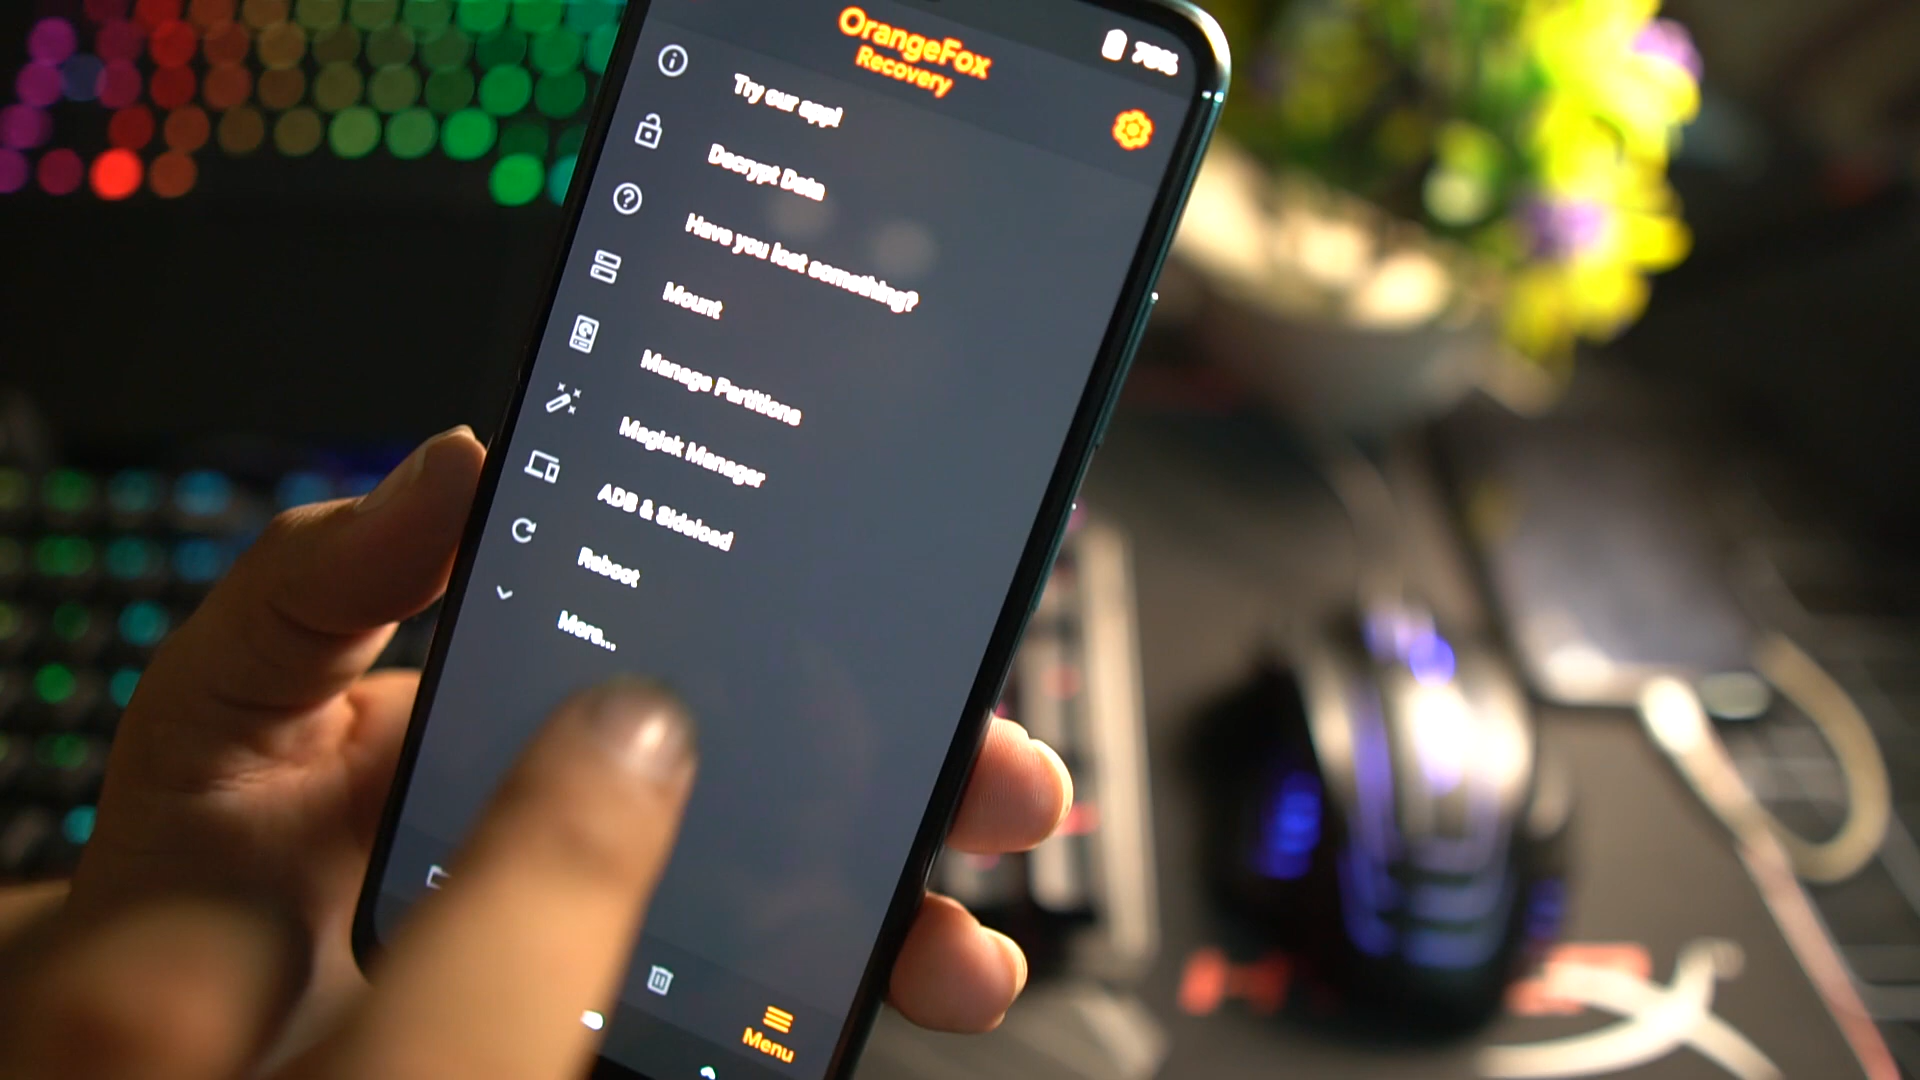 OrangeFox
Recovery
78%
Try our app!
Decrypt Data
Have you lost something?
Mount
Manage Partitions
Magisk Manager
ADB & Sideload
Reboot
More...
Menu